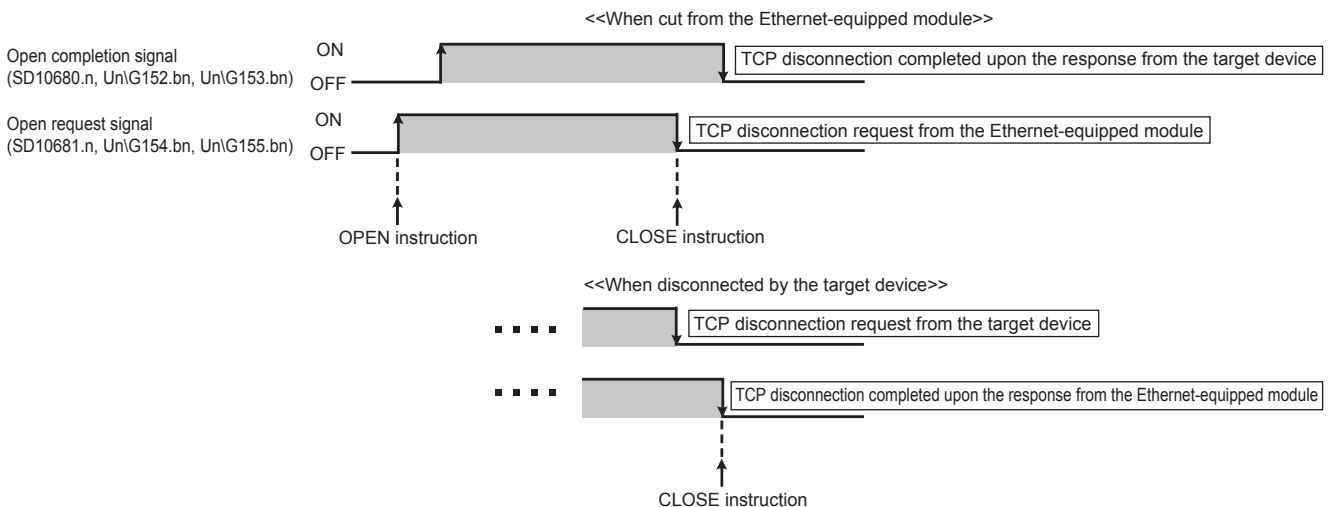 <<When cut from the Ethernet-equipped module>>
Open completion signal
(SD10680.n, Un\G152.bn, Un\G153.bn)
ON
OFF
TCP disconnection completed upon the response from the target device
Open request signal
(SD10681.n, Un\G154.bn, Un\G155.bn)
ON
OFF
TCP disconnection request from the Ethernet-equipped module
OPEN instruction
CLOSE instruction
<<When disconnected by the target device>>
TCP disconnection request from the target device
TCP disconnection completed upon the response from the Ethernet-equipped module
CLOSE instruction